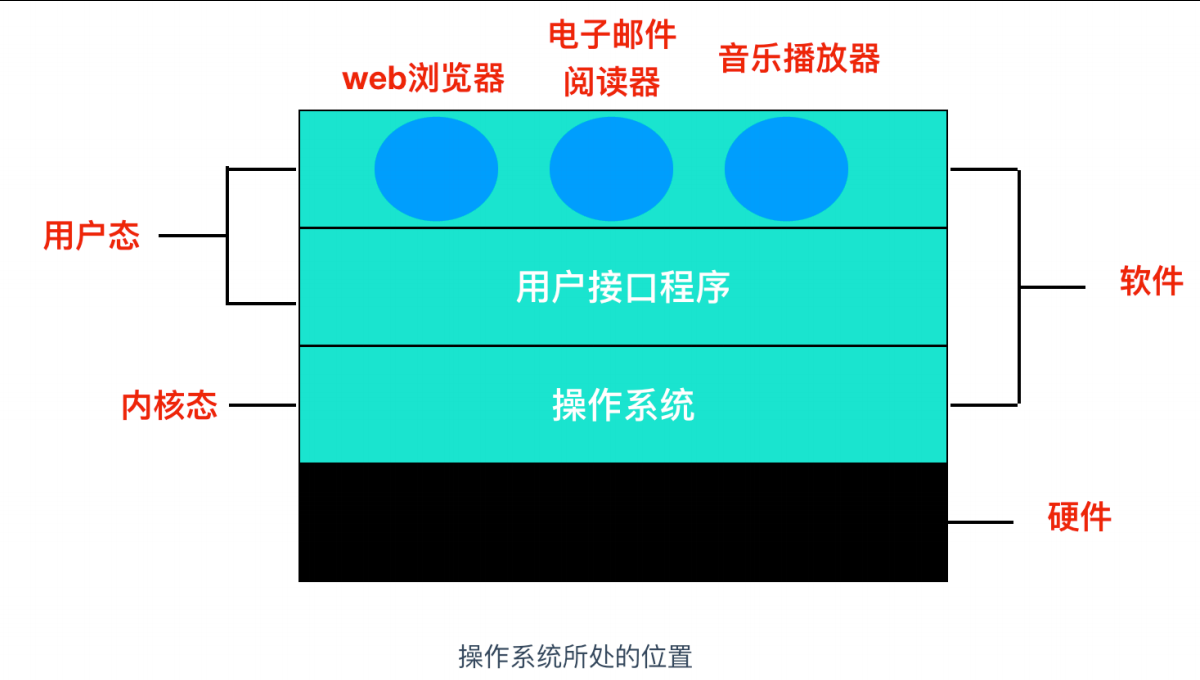 电子邮件
阅读器
web浏览器
音乐播放器
用户态
用户接口程序
软件
内核态
操作系统
硬件
操作系统所处的位置